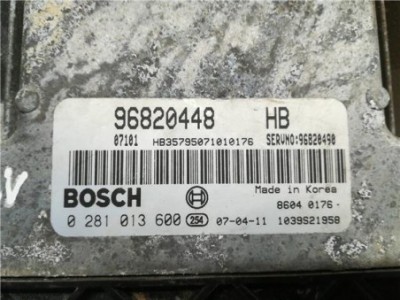 96820448 HB
07101 HB35795071010176 SERVNO:96820490
BOSCH Made in Korea
8604 0176
0 281 013 600 254 07-04-11 1039S21958
V